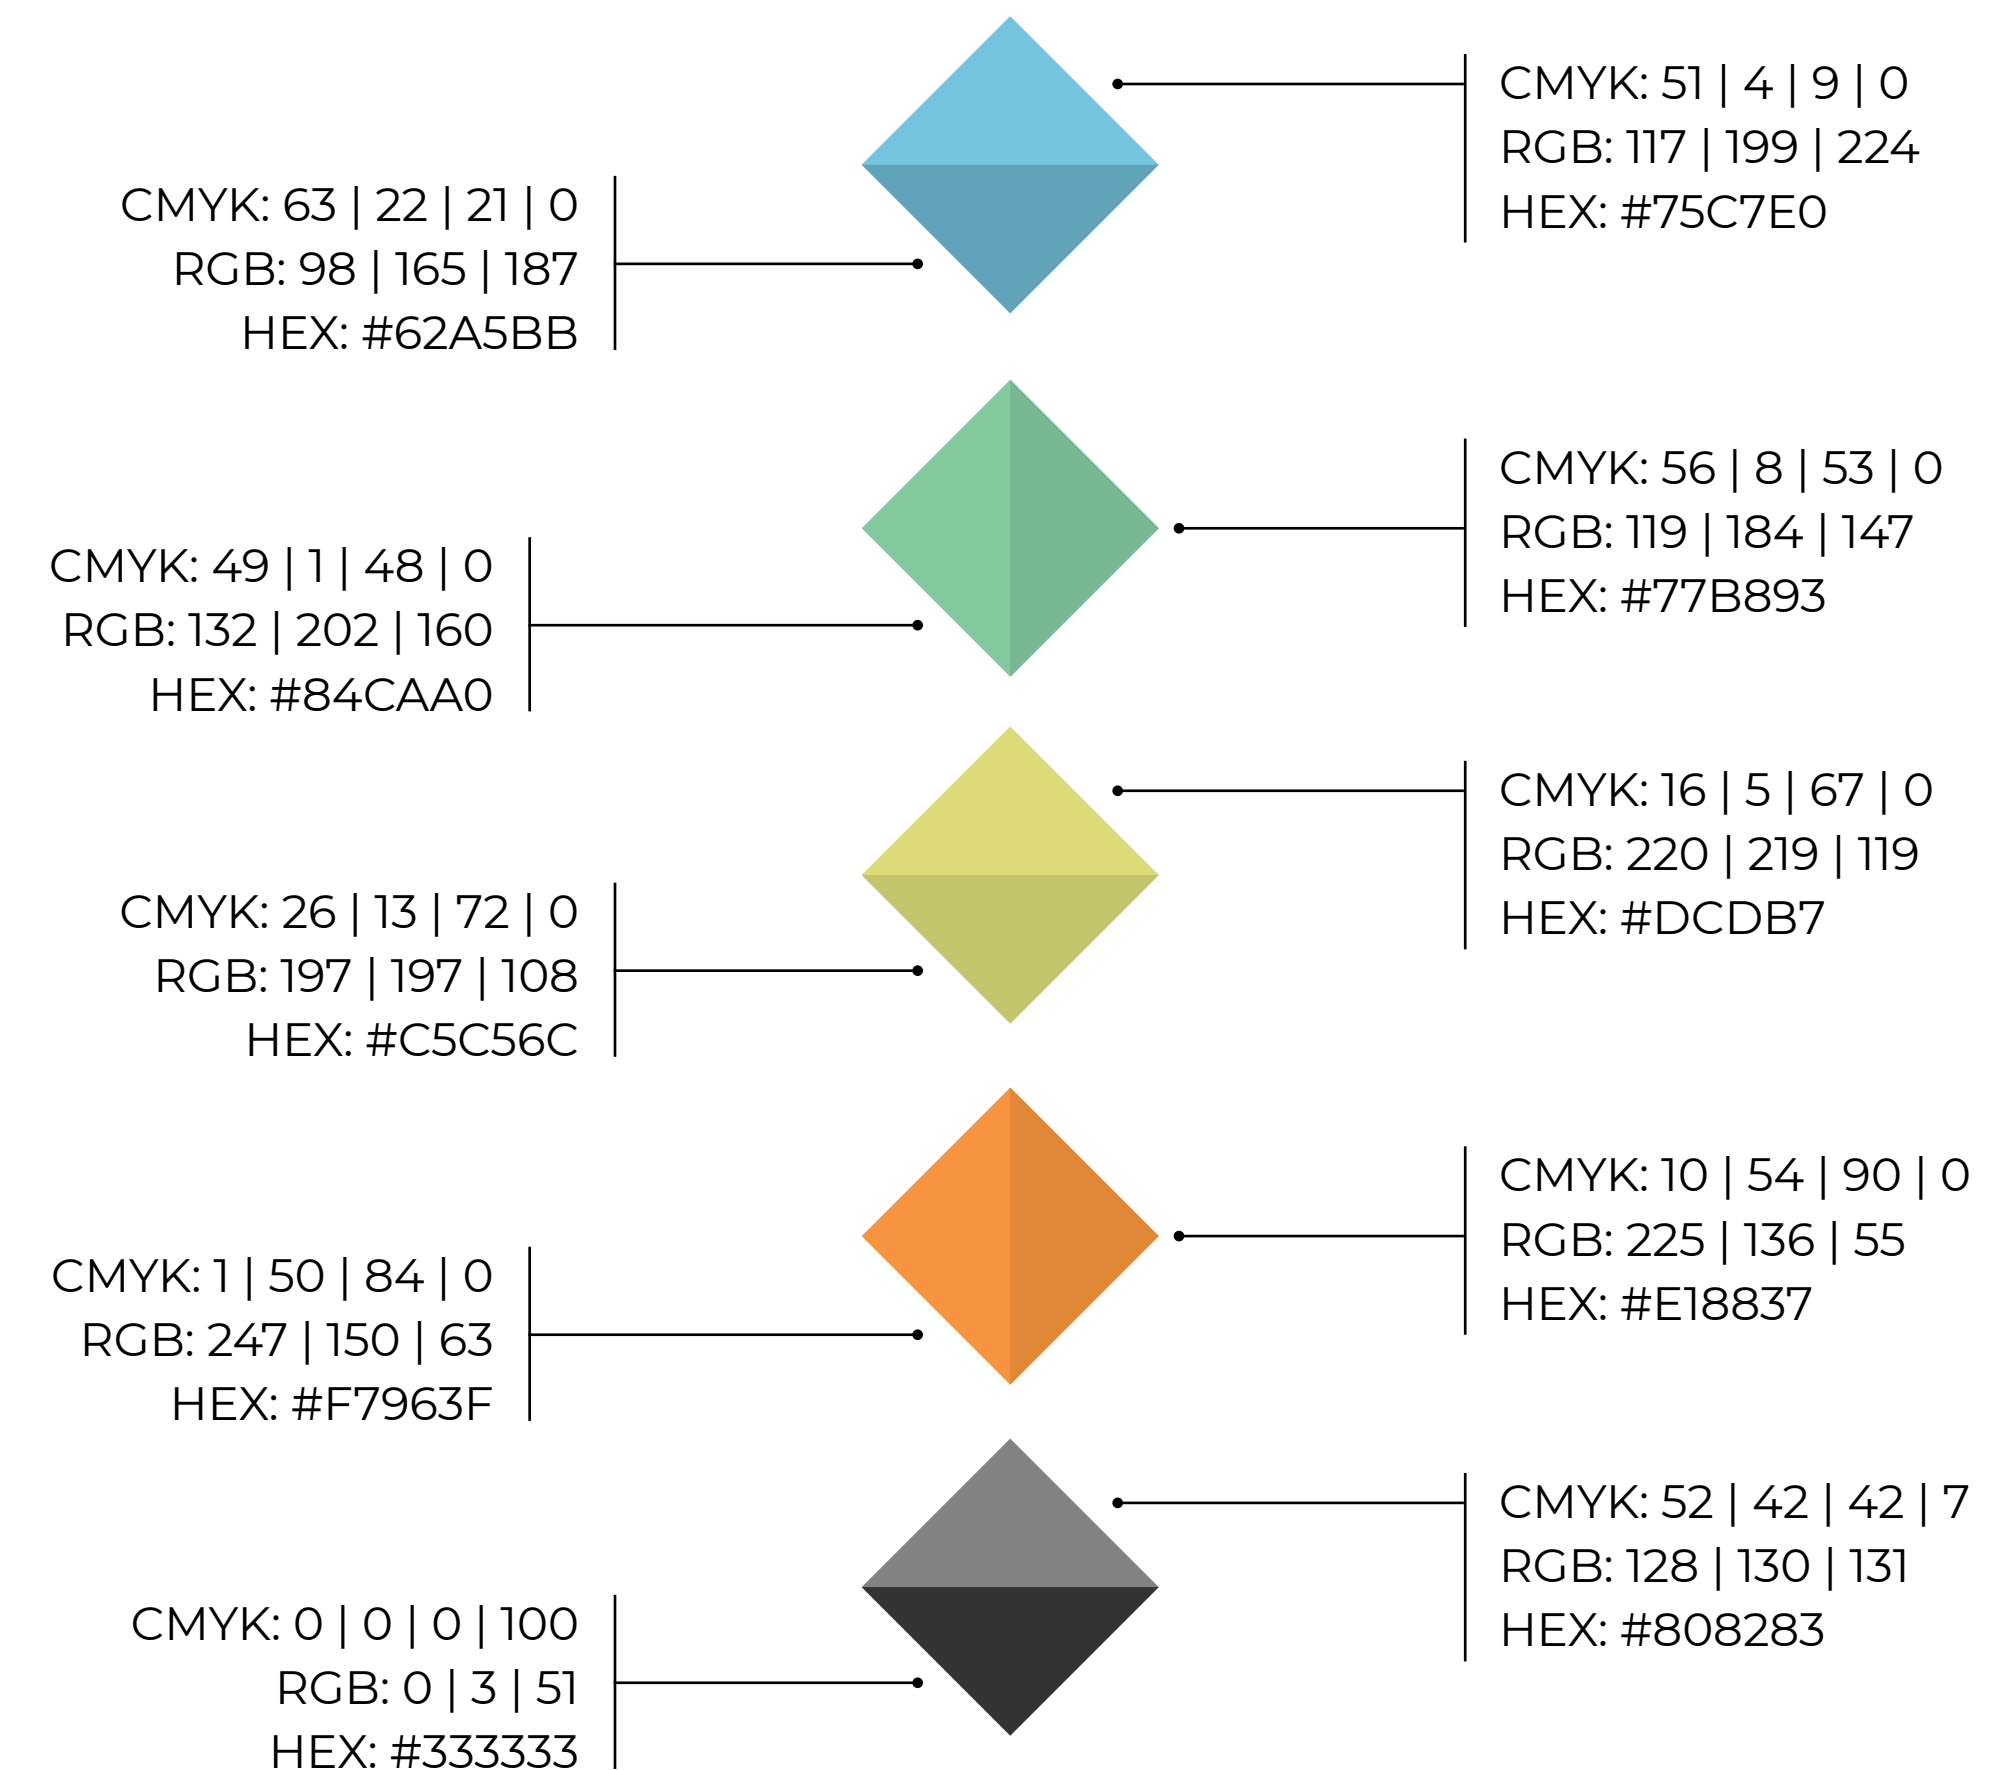 CMYK: 51 | 4 | 9 | 0
RGB: 117 | 199 | 224
HEX: #75C7E0
CMYK: 63 | 22 | 21 | 0
RGB: 98 | 165 | 187
HEX: #62A5BB
CMYK: 56 | 8 | 53 | 0
RGB: 119 | 184 | 147
HEX: #77B893
CMYK: 49 | 1 | 48 | 0
RGB: 132 | 202 | 160
HEX: #84CAA0
CMYK: 16 | 5 | 67 | 0
RGB: 220 | 219 | 119
HEX: #DCDB7
CMYK: 26 | 13 | 72 | 0
RGB: 197 | 197 | 108
HEX: #C5C56C
CMYK: 10 | 54 | 90 | 0
RGB: 225 | 136 | 55
HEX: #E18837
CMYK: 1 | 50 | 84 | 0
RGB: 247 | 150 | 63
HEX: #F7963F
CMYK: 52 | 42 | 42 | 7
RGB: 128 | 130 | 131
HEX: #808283
CMYK: 0 | 0 | 0 | 100
RGB: 0 | 3 | 51
HEX: #333333